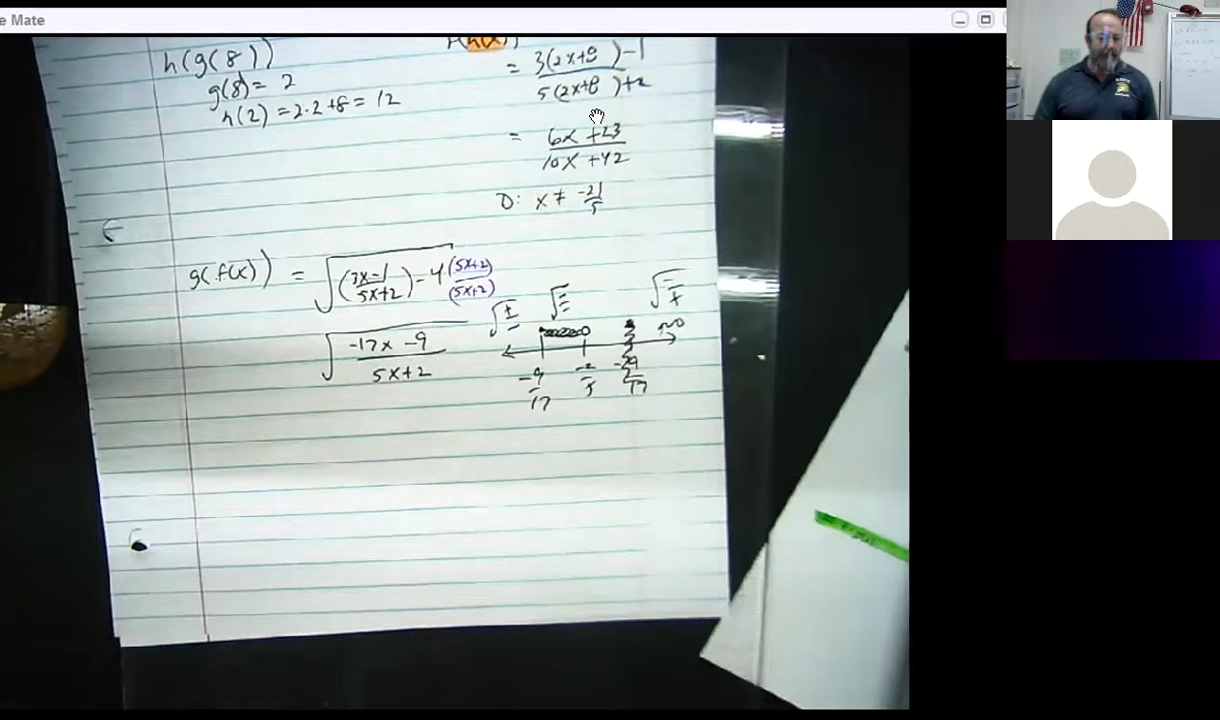 e Mate
h(g(8))
g(8) = 2
h(2) = 2·2+8 = 12
f(h(x))
= 3(2x+8)-1 / 5(2x+8)+2
= 6x+23 / 10x+42
D: x ≠ -21/5
g(f(x)) = √((3x-1 / 5x+2) - 4 (5x+2)/(5x+2))
√(-17x-9 / 5x+2)
√+/- √-/- √-/+
-9/17 -2/5